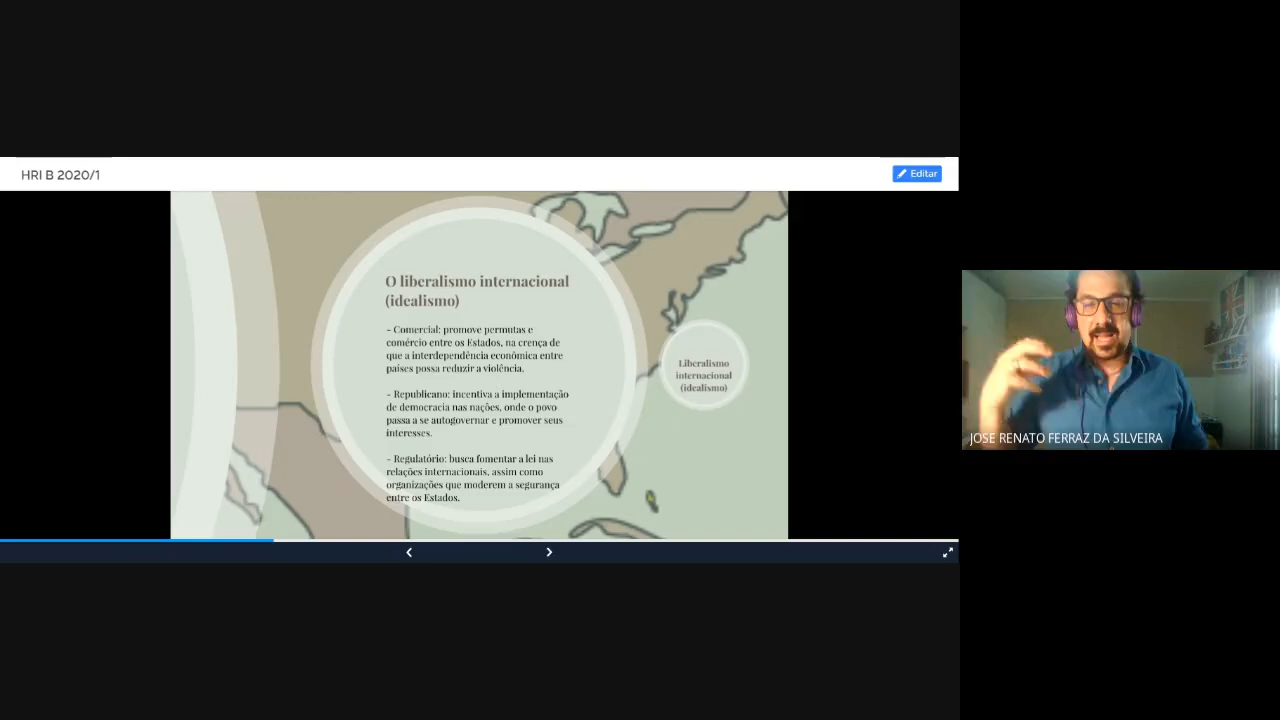 HRI B 2020/1
Editar
O liberalismo internacional
(idealismo)
- Comercial: promove permutas e
comércio entre os Estados, na crença de
que a interdependência econômica entre
países possa reduzir a violência.
- Republicano: incentiva a implementação
de democracia nas nações, onde o povo
passa a se autogovernar e promover seus
interesses.
- Regulatório: busca fomentar a lei nas
relações internacionais, assim como
organizações que moderem a segurança
entre os Estados.
Liberalismo
internacional
(idealismo)
JOSE RENATO FERRAZ DA SILVEIRA